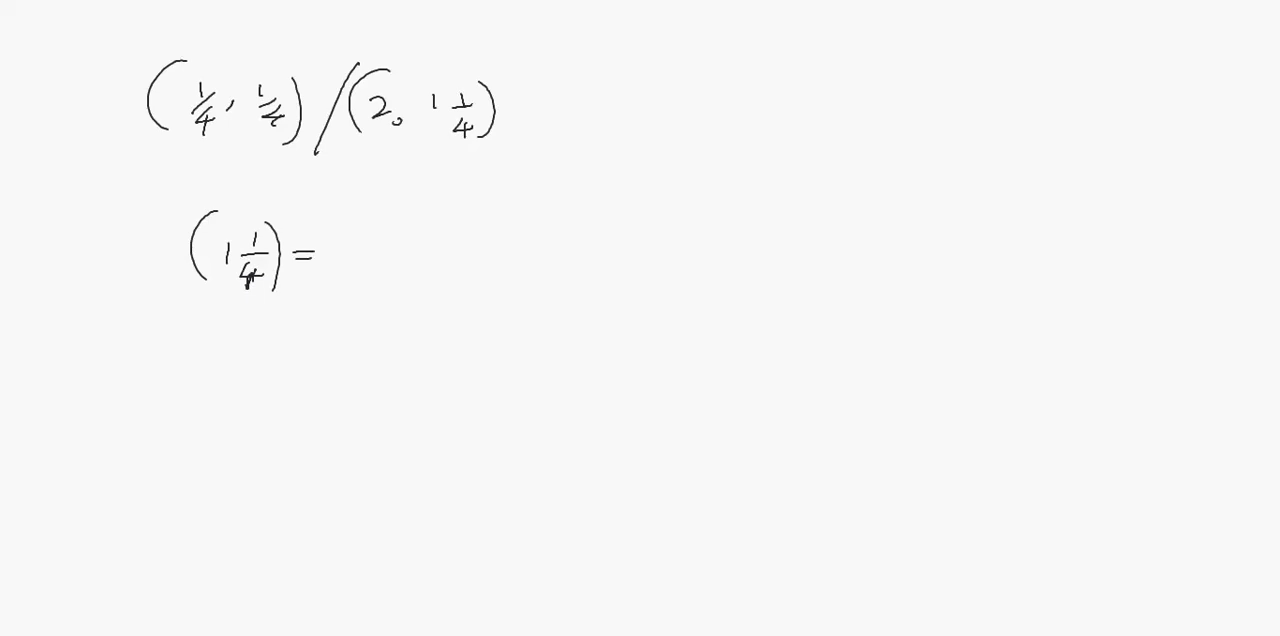 (1/4, 1/4) / (2. 1 1/4)
(1 1/4) =